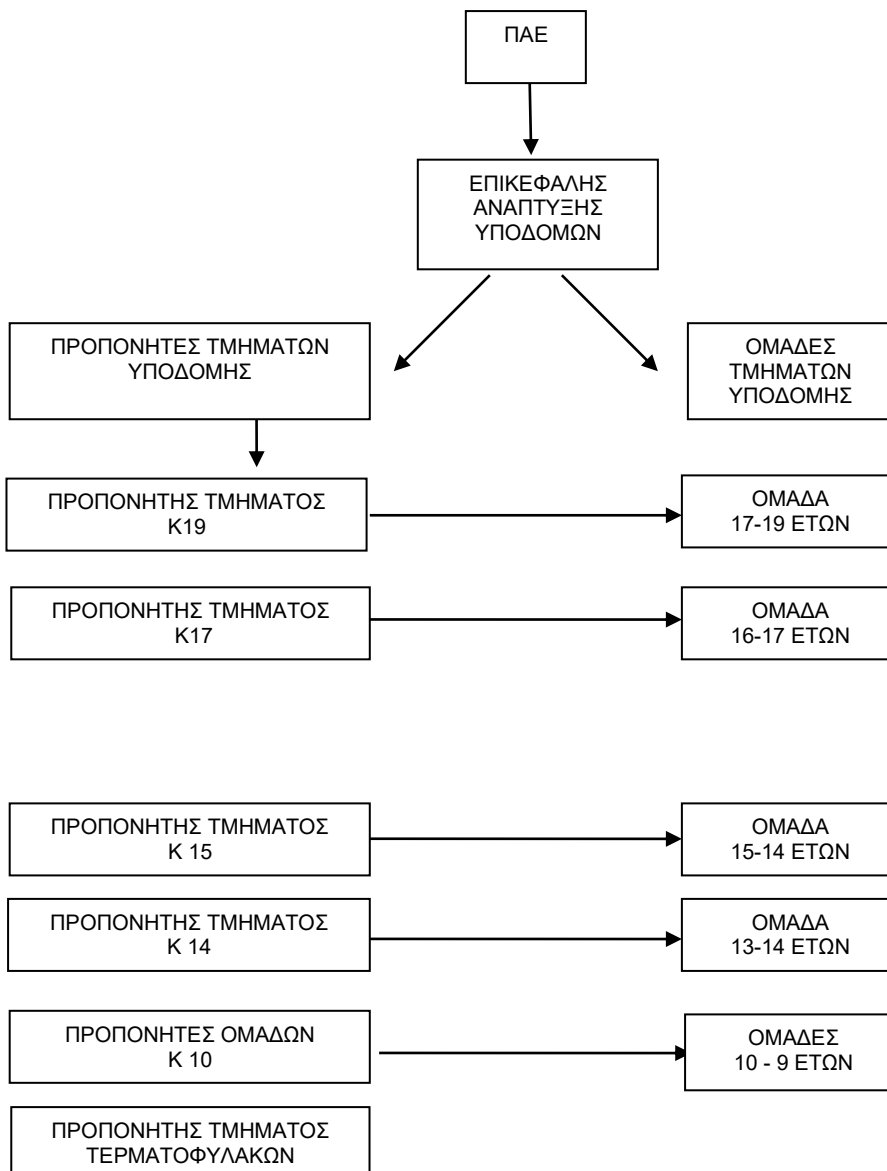 ΠΑΕ
ΕΠΙΚΕΦΑΛΗΣ
ΑΝΑΠΤΥΞΗΣ
ΥΠΟΔΟΜΩΝ
ΠΡΟΠΟΝΗΤΕΣ ΤΜΗΜΑΤΩΝ
ΥΠΟΔΟΜΗΣ
ΟΜΑΔΕΣ
ΤΜΗΜΑΤΩΝ
ΥΠΟΔΟΜΗΣ
ΠΡΟΠΟΝΗΤΗΣ ΤΜΗΜΑΤΟΣ
Κ19
ΟΜΑΔΑ
17-19 ΕΤΩΝ
ΠΡΟΠΟΝΗΤΗΣ ΤΜΗΜΑΤΟΣ
Κ17
ΟΜΑΔΑ
16-17 ΕΤΩΝ
ΠΡΟΠΟΝΗΤΗΣ ΤΜΗΜΑΤΟΣ
Κ 15
ΟΜΑΔΑ
15-14 ΕΤΩΝ
ΠΡΟΠΟΝΗΤΗΣ ΤΜΗΜΑΤΟΣ
Κ 14
ΟΜΑΔΑ
13-14 ΕΤΩΝ
ΠΡΟΠΟΝΗΤΕΣ ΟΜΑΔΩΝ
Κ 10
ΟΜΑΔΕΣ
10 - 9 ΕΤΩΝ
ΠΡΟΠΟΝΗΤΗΣ ΤΜΗΜΑΤΟΣ
ΤΕΡΜΑΤΟΦΥΛΑΚΩΝ